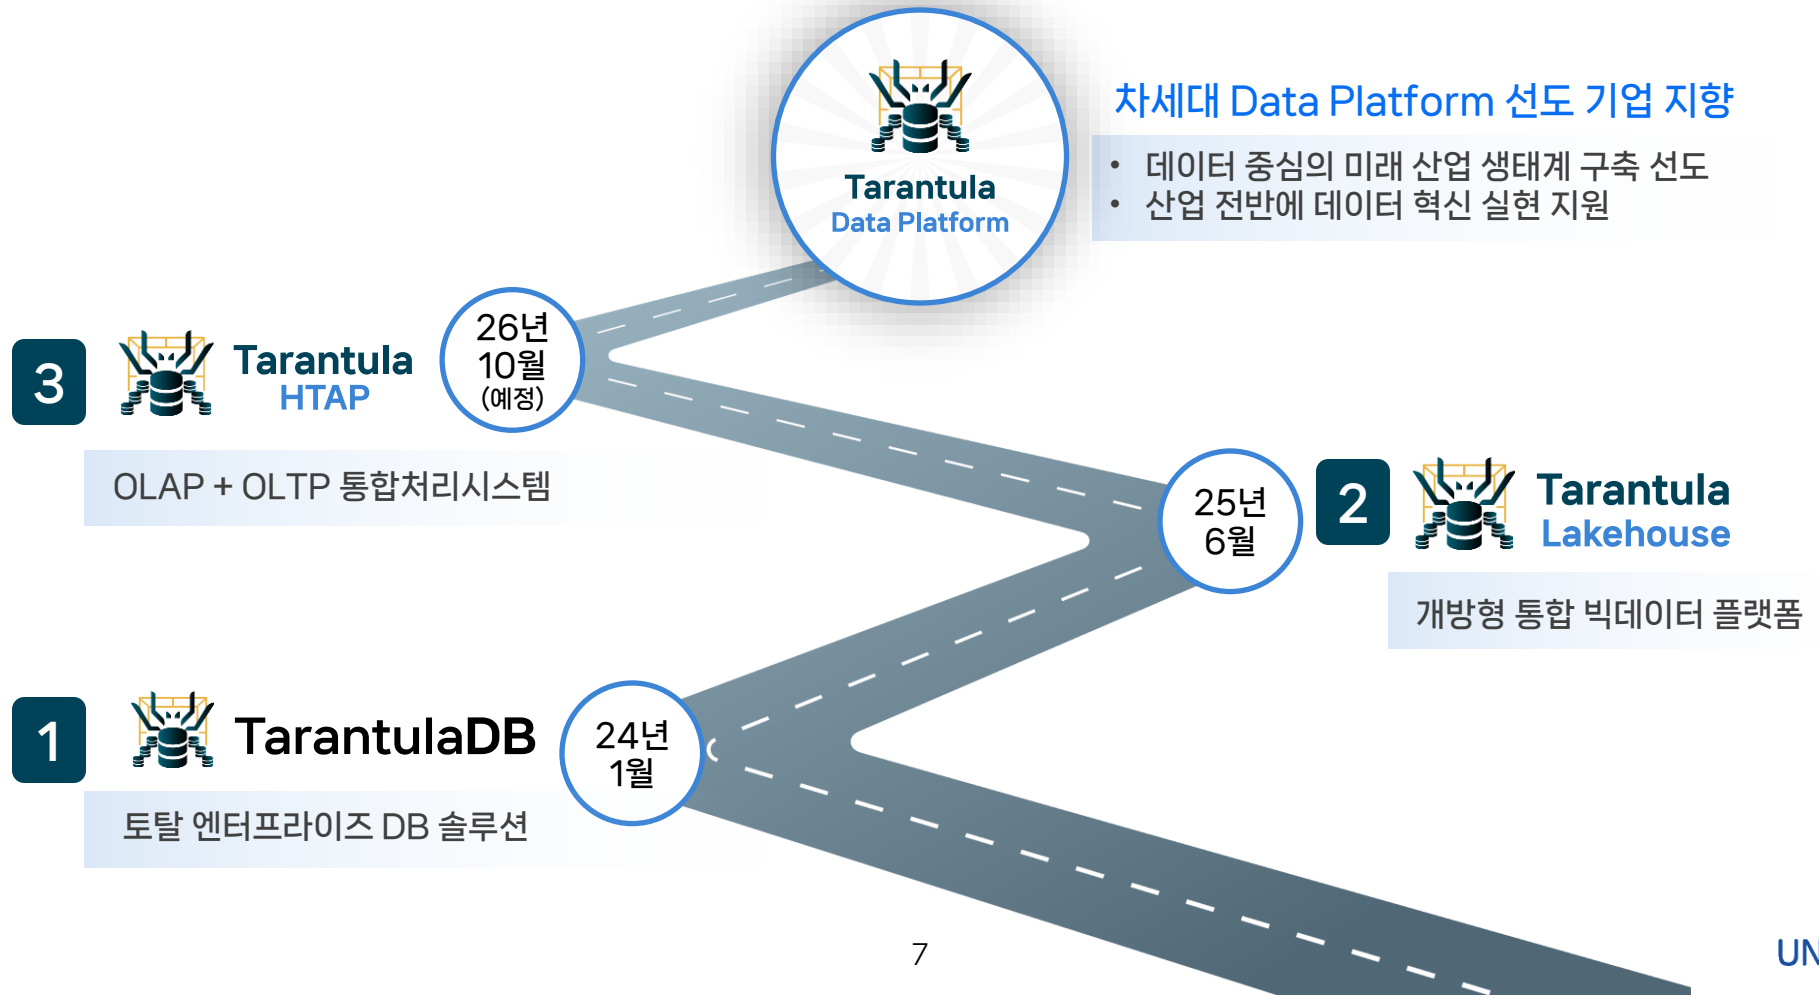 Tarantula
Data Platform
차세대 Data Platform 선도 기업 지향
• 데이터 중심의 미래 산업 생태계 구축 선도
• 산업 전반에 데이터 혁신 실현 지원
3
Tarantula
HTAP
26년
10월
(예정)
OLAP + OLTP 통합처리시스템
25년
6월
2
Tarantula
Lakehouse
개방형 통합 빅데이터 플랫폼
1
TarantulaDB
24년
1월
토탈 엔터프라이즈 DB 솔루션
7
UN